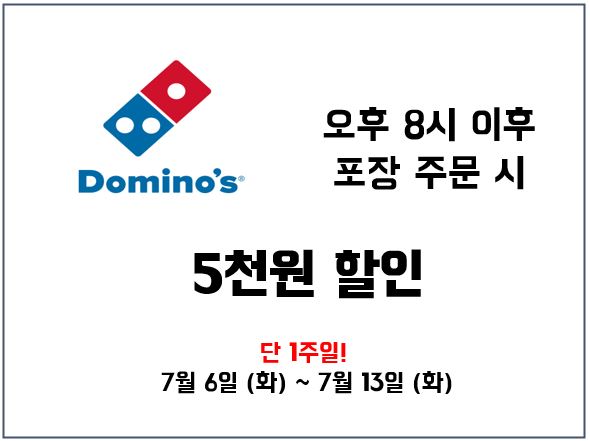 오후 8시 이후
포장 주문 시
Domino's®
5천원 할인
단 1주일!
7월 6일 (화) ~ 7월 13일 (화)